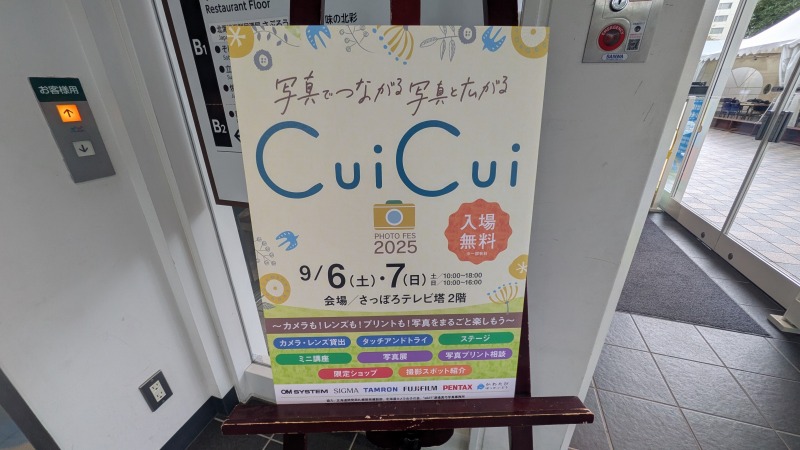 Restaurant Floor
味の北彩
B1
B2
お客様用
写真でつながる 写真と広がる
CuiCui
PHOTO FES
2025
入場
無料
9/6(土)・7(日)
土/10:00~18:00
日/10:00~16:00
会場/さっぽろテレビ塔 2階
~カメラも!レンズも!プリントも!写真をまるごと楽しもう~
カメラ・レンズ貸出
タッチアンドトライ
ステージ
ミニ講座
写真展
写真プリント相談
限定ショップ
撮影スポット紹介
OM SYSTEM
SIGMA
TAMRON
FUJIFILM
PENTAX